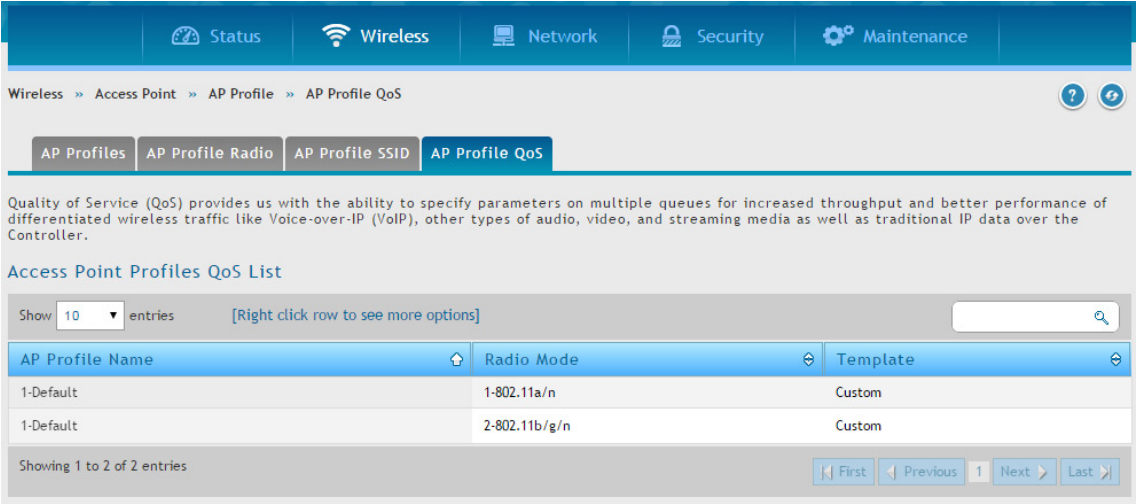 Status Wireless Network Security Maintenance
Wireless » Access Point » AP Profile » AP Profile QoS ?
AP Profiles AP Profile Radio AP Profile SSID AP Profile QoS
Quality of Service (QoS) provides us with the ability to specify parameters on multiple queues for increased throughput and better performance of
differentiated wireless traffic like Voice-over-IP (VoIP), other types of audio, video, and streaming media as well as traditional IP data over the
Controller.
Access Point Profiles QoS List
Show 10 entries [Right click row to see more options]
AP Profile Name Radio Mode Template
1-Default 1-802.11a/n Custom
1-Default 2-802.11b/g/n Custom
Showing 1 to 2 of 2 entries First Previous 1 Next Last